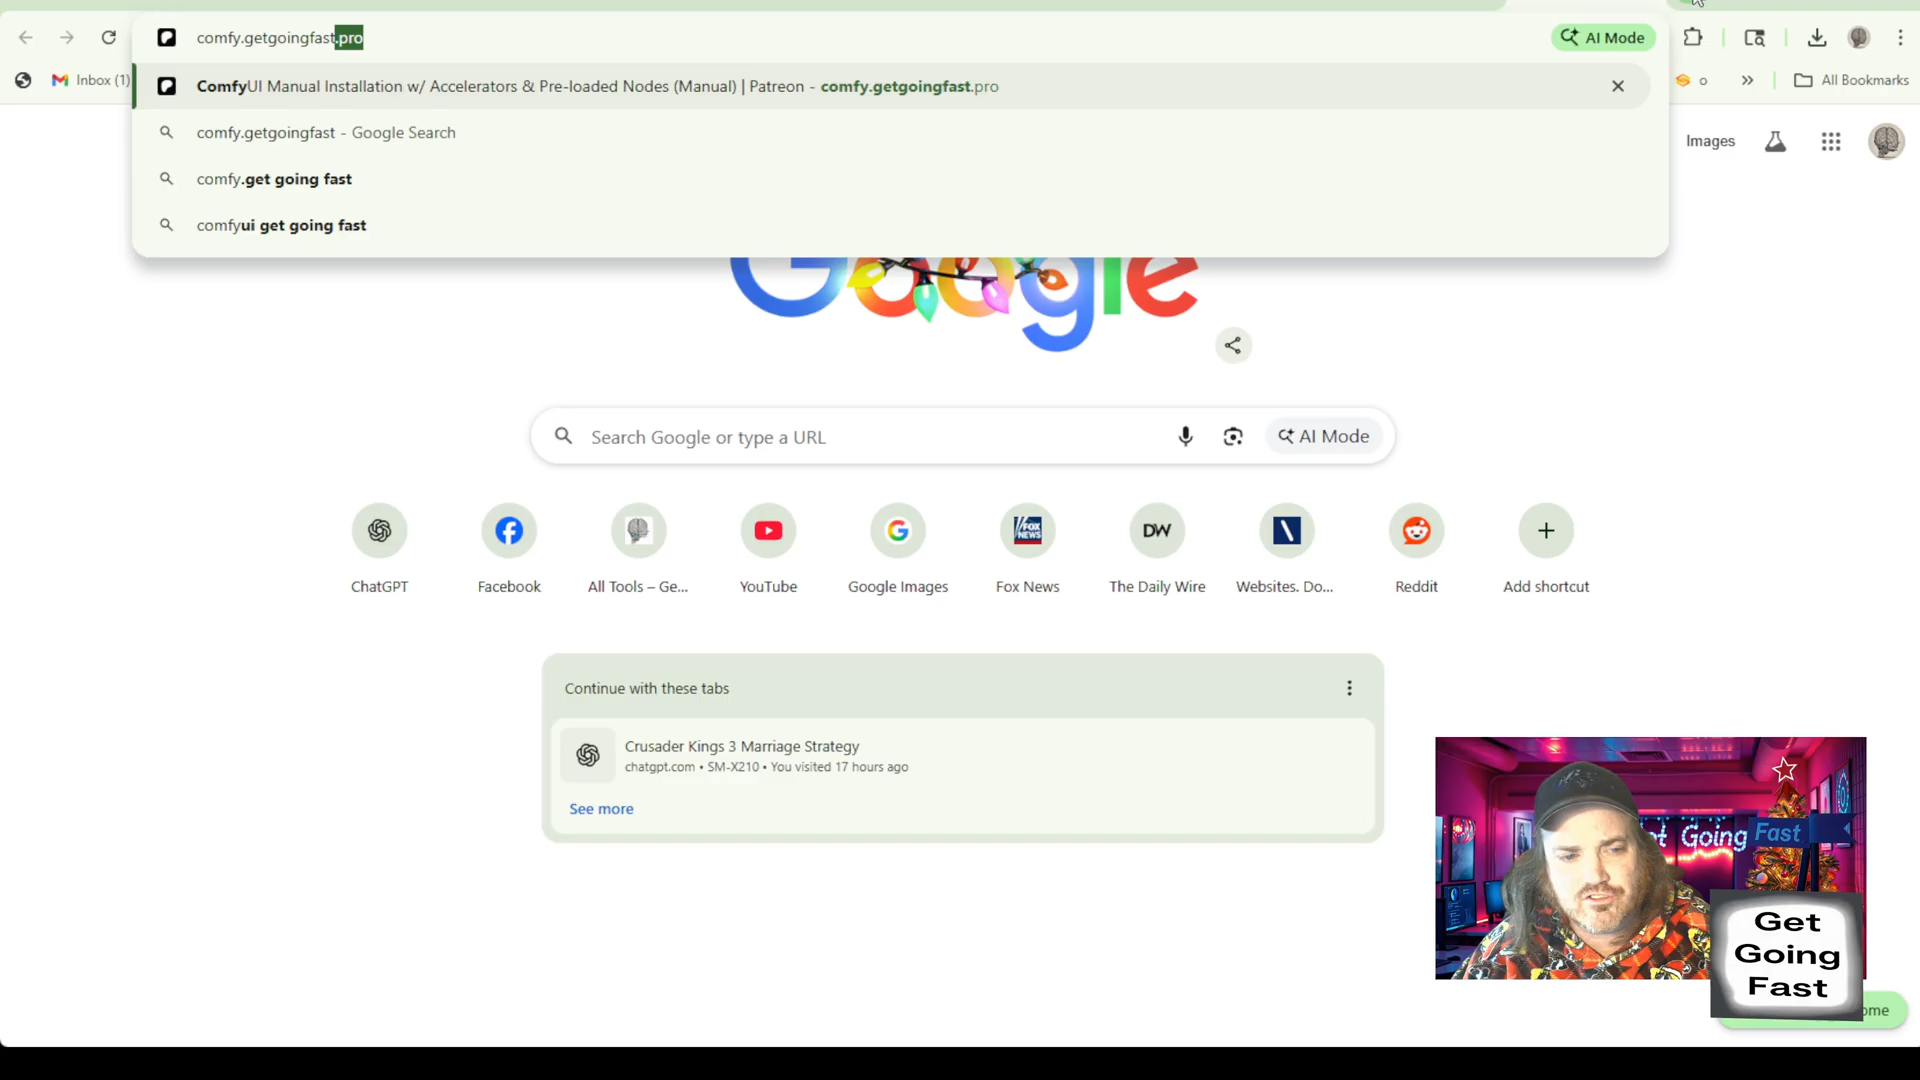 comfy.getgoingfast.pro
AI Mode
Inbox (1)
o
All Bookmarks
ComfyUI Manual Installation w/ Accelerators & Pre-loaded Nodes (Manual) | Patreon - comfy.getgoingfast.pro
comfy.getgoingfast - Google Search
comfy.get going fast
comfyui get going fast
Images
Google
Search Google or type a URL
AI Mode
ChatGPT
Facebook
All Tools – Ge...
YouTube
Google Images
FOX NEWS
Fox News
DW
The Daily Wire
Websites. Do...
Reddit
Add shortcut
Continue with these tabs
Crusader Kings 3 Marriage Strategy
chatgpt.com • SM-X210 • You visited 17 hours ago
See more
Going Fast
Get
Going
Fast